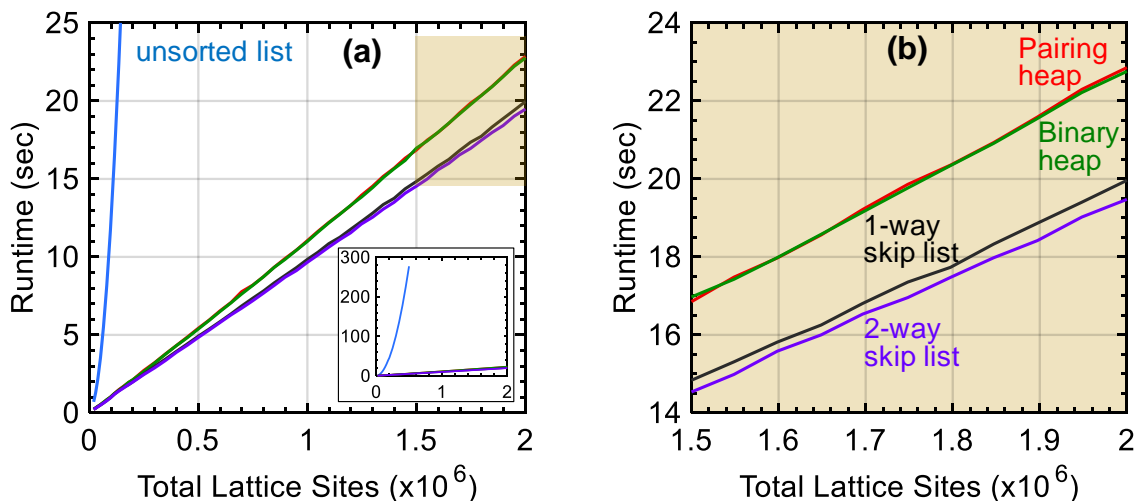 25
20
15
10
5
0
Runtime (sec)
unsorted list
(a)
300
200
100
0
0
1
2
0
0.5
1
1.5
2
Total Lattice Sites (x10^6)
24
22
20
18
16
14
Runtime (sec)
(b)
Pairing
heap
Binary
heap
1-way
skip list
2-way
skip list
1.5
1.6
1.7
1.8
1.9
2
Total Lattice Sites (x10^6)